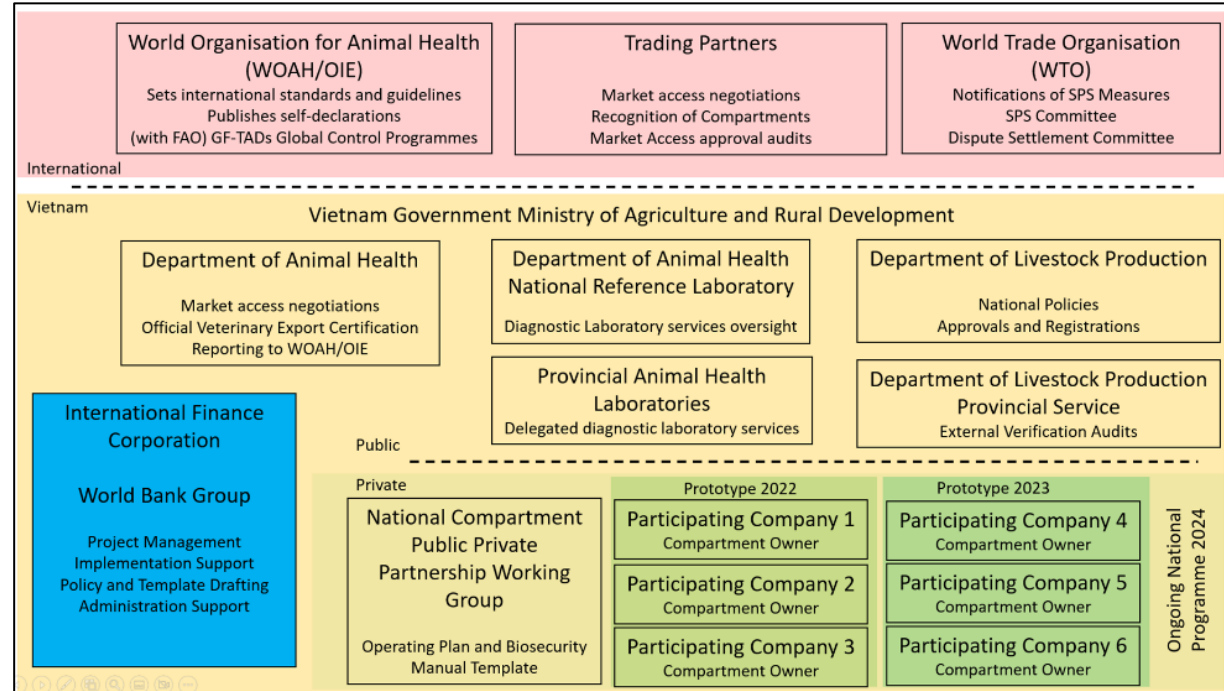 World Organisation for Animal Health
(WOAH/OIE)
Sets international standards and guidelines
Publishes self-declarations
(with FAO) GF-TADs Global Control Programmes
Trading Partners
Market access negotiations
Recognition of Compartments
Market Access approval audits
World Trade Organisation
(WTO)
Notifications of SPS Measures
SPS Committee
Dispute Settlement Committee
International
Vietnam
Vietnam Government Ministry of Agriculture and Rural Development
Department of Animal Health
Market access negotiations
Official Veterinary Export Certification
Reporting to WOAH/OIE
Department of Animal Health
National Reference Laboratory
Diagnostic Laboratory services oversight
Department of Livestock Production
National Policies
Approvals and Registrations
Provincial Animal Health
Laboratories
Delegated diagnostic laboratory services
Department of Livestock Production
Provincial Service
External Verification Audits
International Finance
Corporation
World Bank Group
Project Management
Implementation Support
Policy and Template Drafting
Administration Support
Public
Private
National Compartment
Public Private
Partnership Working
Group
Operating Plan and Biosecurity
Manual Template
Prototype 2022
Participating Company 1
Compartment Owner
Participating Company 2
Compartment Owner
Participating Company 3
Compartment Owner
Prototype 2023
Participating Company 4
Compartment Owner
Participating Company 5
Compartment Owner
Participating Company 6
Compartment Owner
Ongoing National
Programme 2024